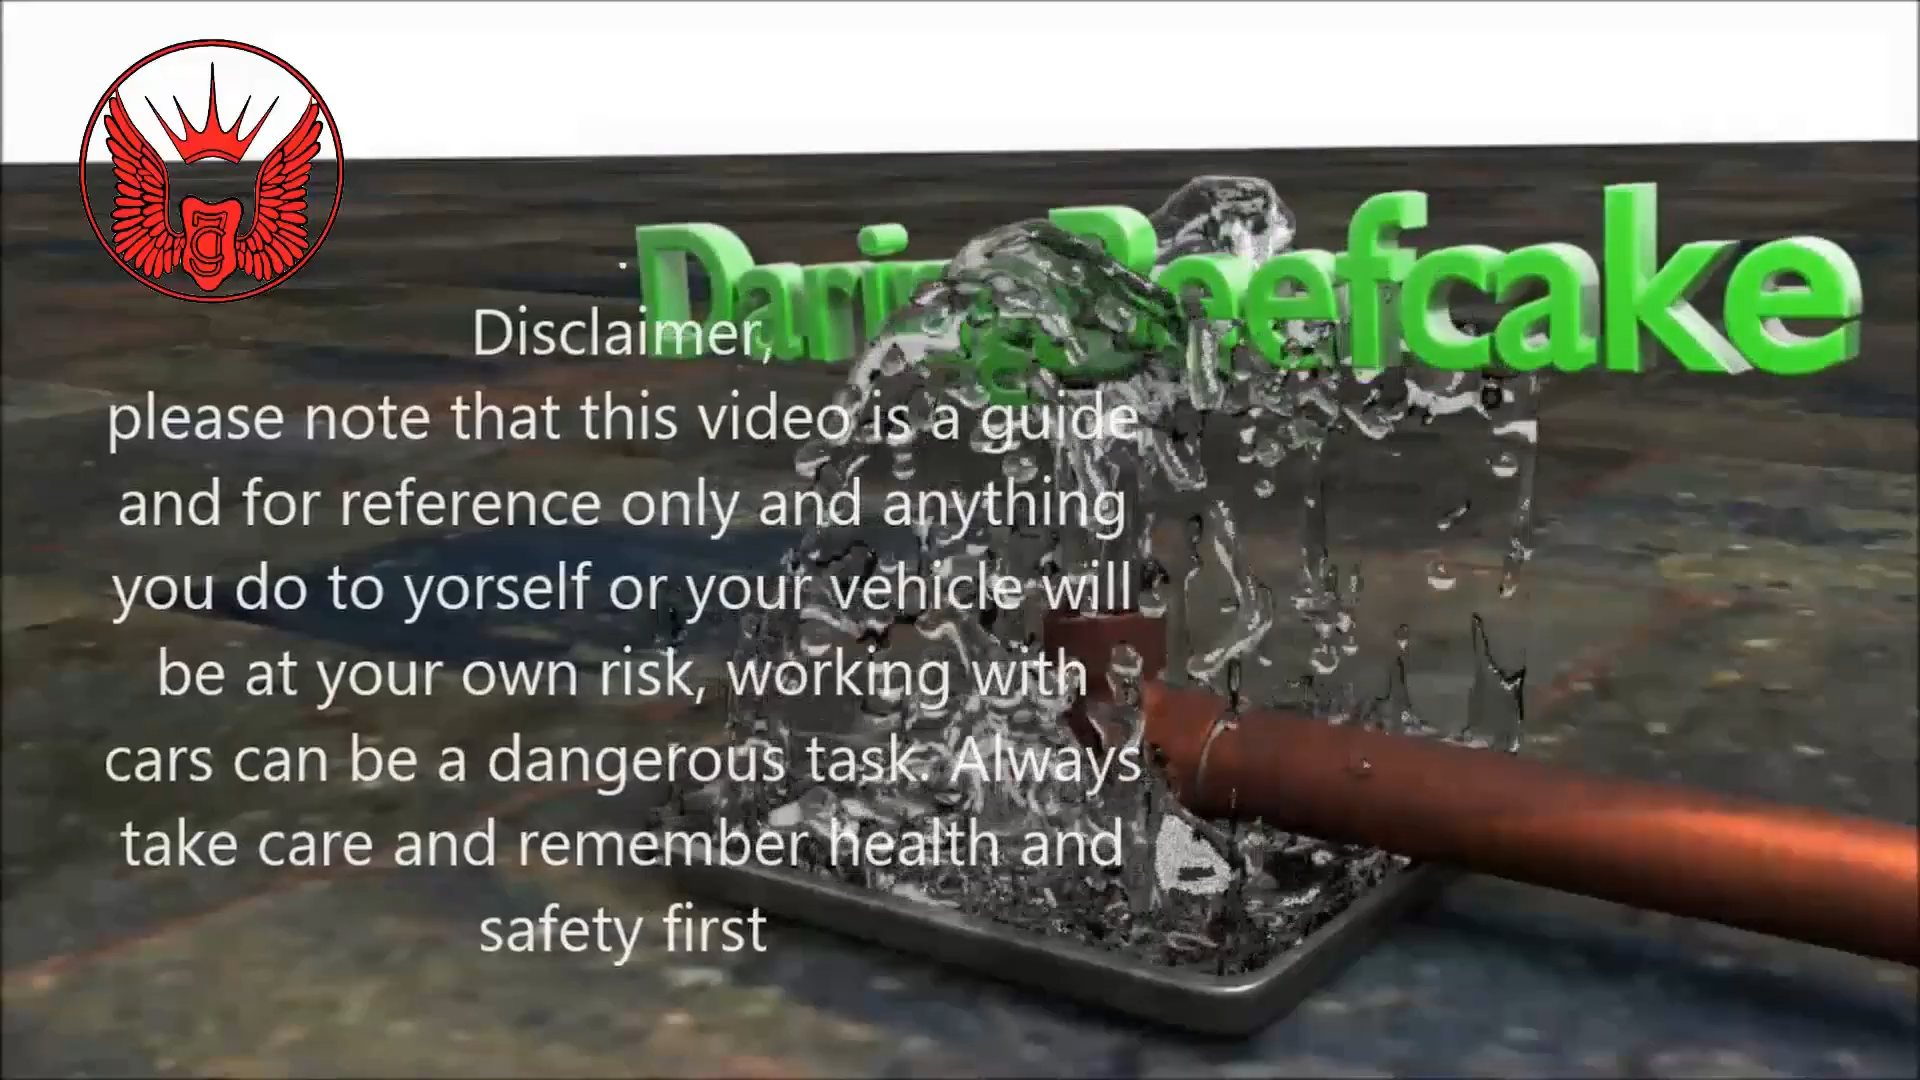 Daring Beefcake
Disclaimer,
please note that this video is a guide
and for reference only and anything
you do to yorself or your vehicle will
be at your own risk, working with
cars can be a dangerous task. Always
take care and remember health and
safety first